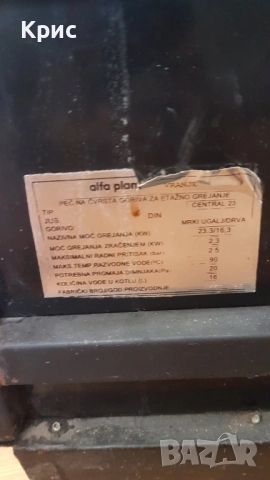 Крис
alfa plam VRANJE
PEĆ NA ČVRSTA GORIVA ZA ETAŽNO GREJANJE
TIP CENTRAL 23
JUS. DIN
GORIVO: MRKI UGALJ/DRVA
NAZIVNA MOĆ GREJANJA (KW) 23,3/16,3
MOĆ GREJANJA ZRAČENJEM (KW) 2,3
MAKSIMALNI RADNI PRITISAK (bar)
MAKS.TEMP.RAZVODNE VODE(°C) 90
POTREBNA PROMAJA DIMNJAKA(Pa) 20
KOLIČINA VODE U KOTLU (L) 16
FABRIČKI BROJ/GOD PROIZVODNJE
BAZAR.BG